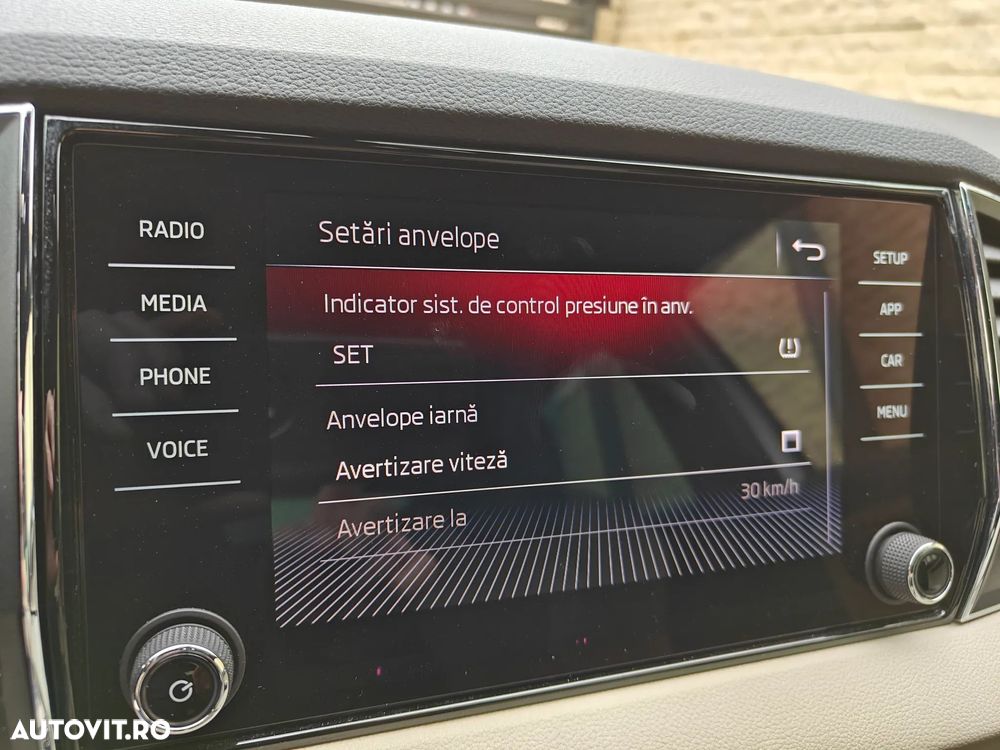 RADIO
MEDIA
PHONE
VOICE
Setări anvelope
Indicator sist. de control presiune în anv.
SET
Anvelope iarnă
Avertizare viteză
Avertizare la
30 km/h
SETUP
APP
CAR
MENU
AUTOVIT.RO